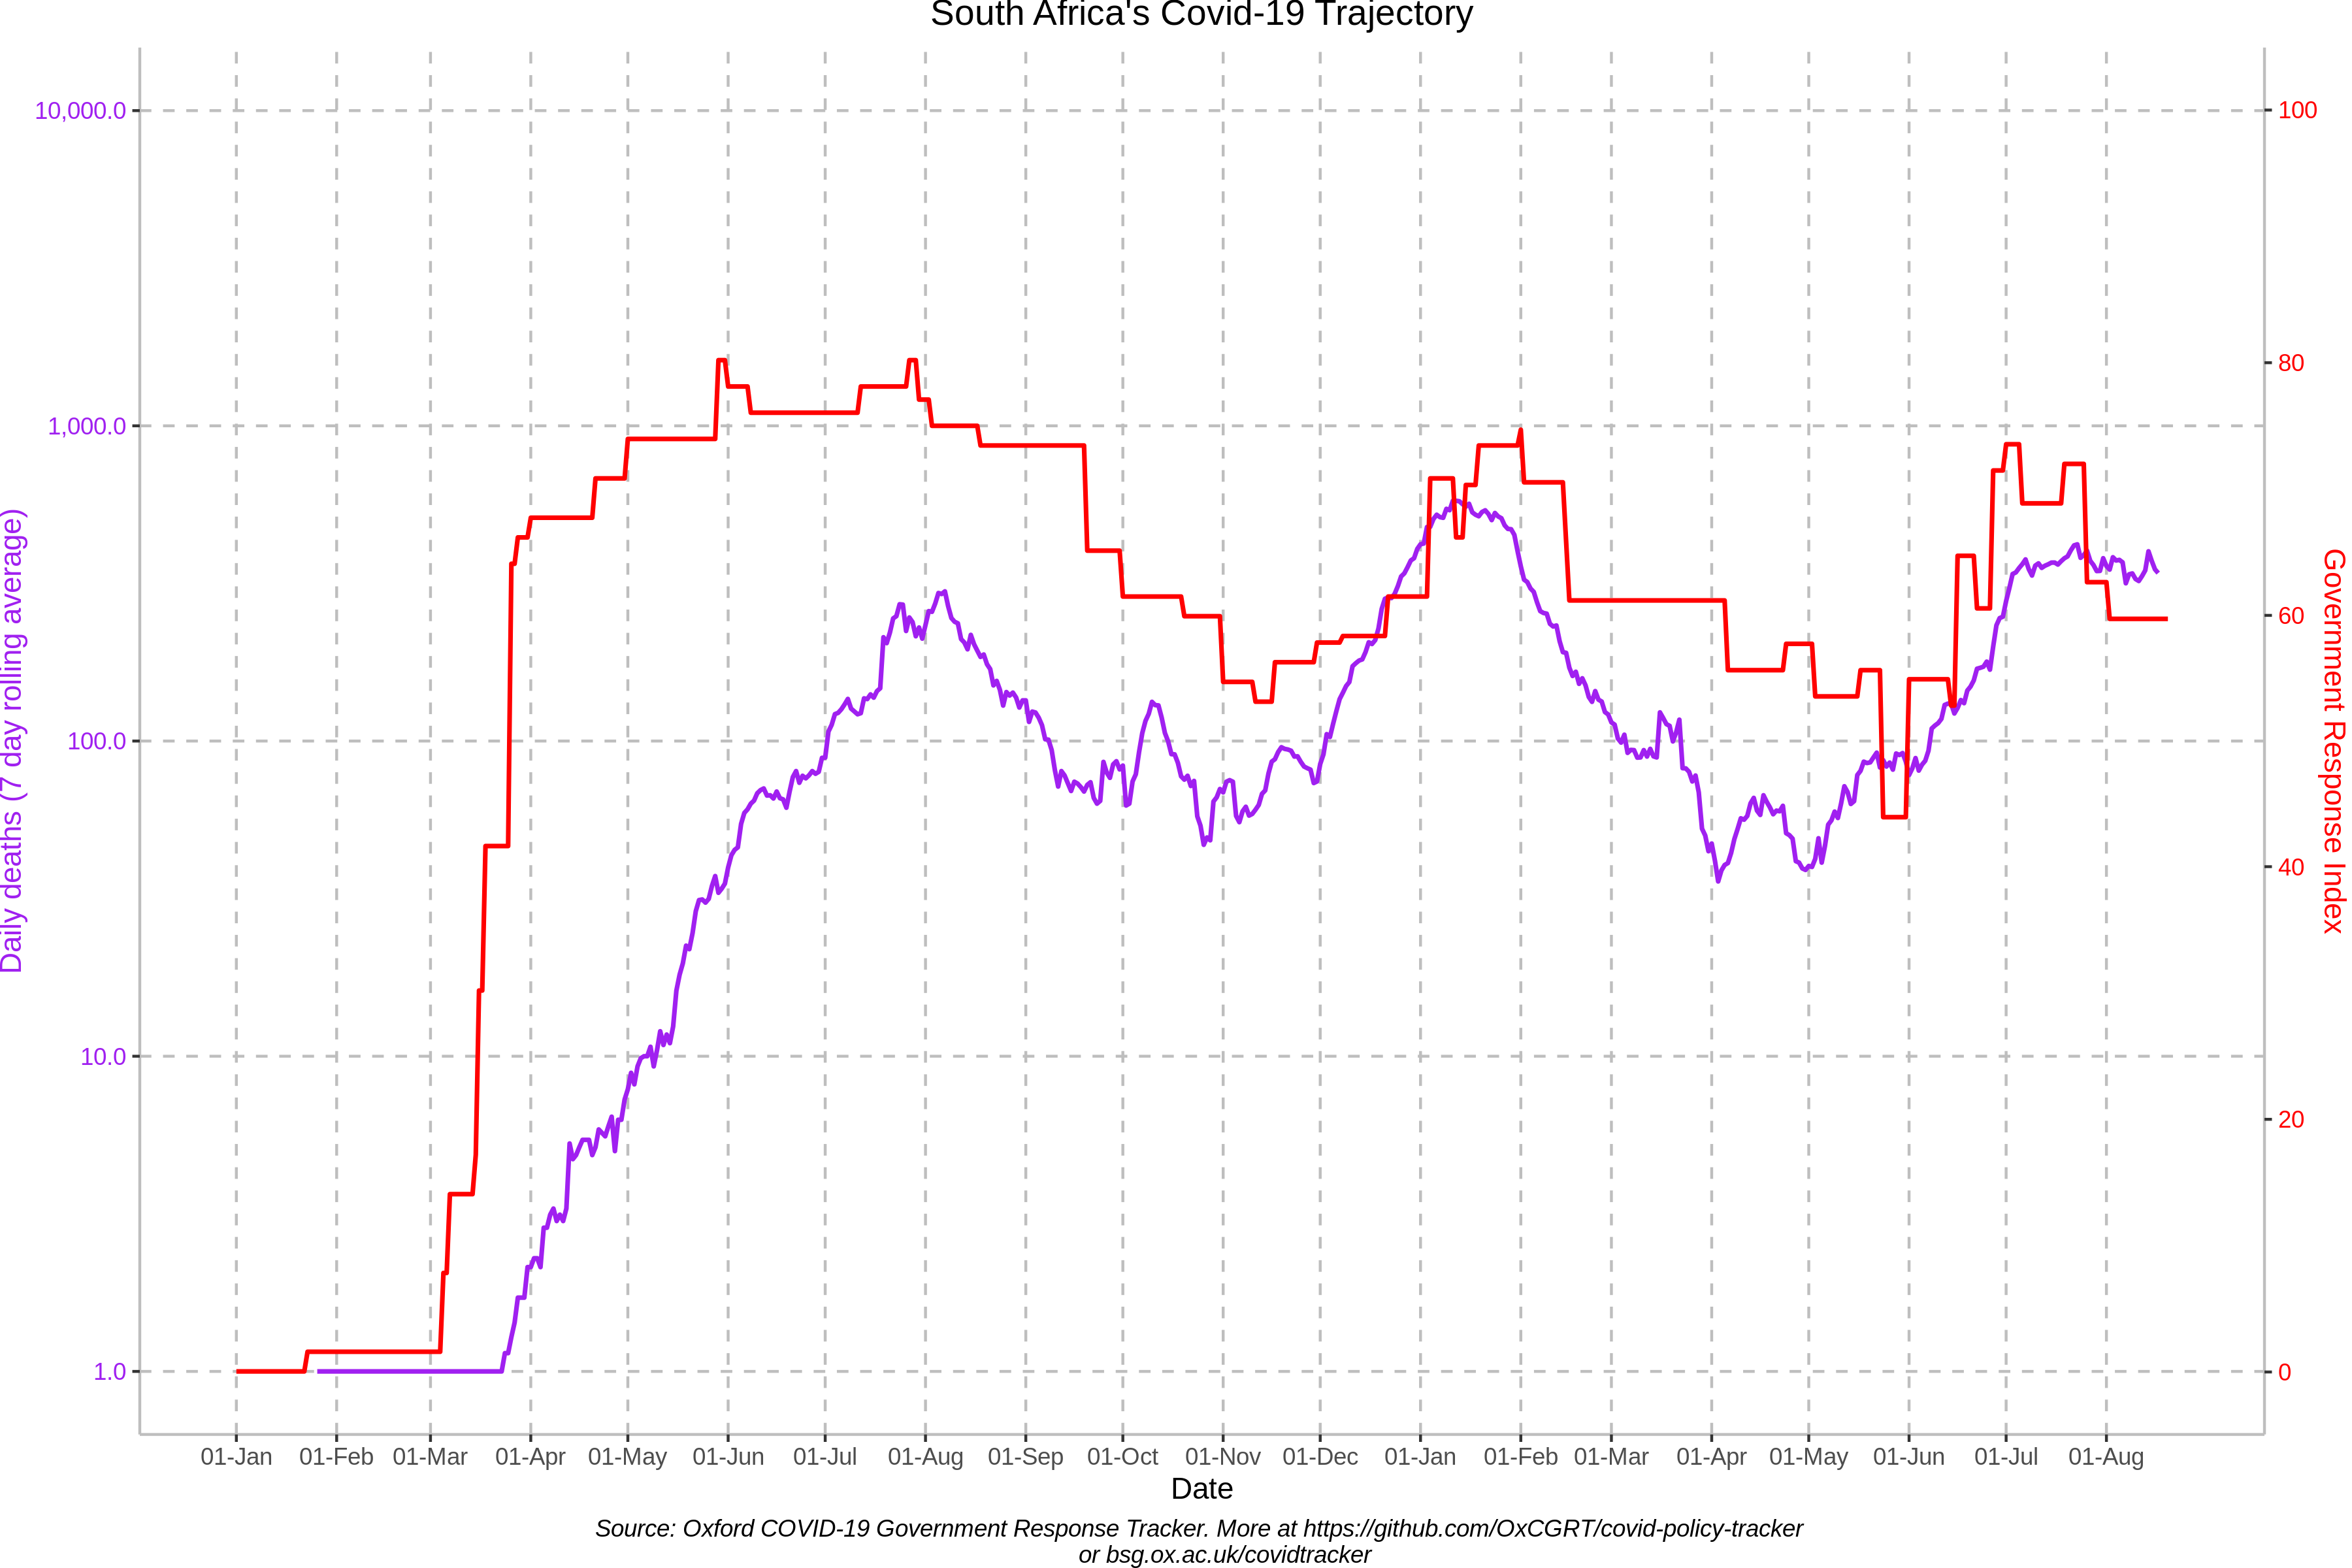 South Africa's Covid-19 Trajectory
10,000.0
1,000.0
100.0
10.0
1.0
Daily deaths (7 day rolling average)
100
80
60
40
20
0
Government Response Index
01-Jan 01-Feb 01-Mar 01-Apr 01-May 01-Jun 01-Jul 01-Aug 01-Sep 01-Oct 01-Nov 01-Dec 01-Jan 01-Feb 01-Mar 01-Apr 01-May 01-Jun 01-Jul 01-Aug
Date
Source: Oxford COVID-19 Government Response Tracker. More at https://github.com/OxCGRT/covid-policy-tracker
or bsg.ox.ac.uk/covidtracker